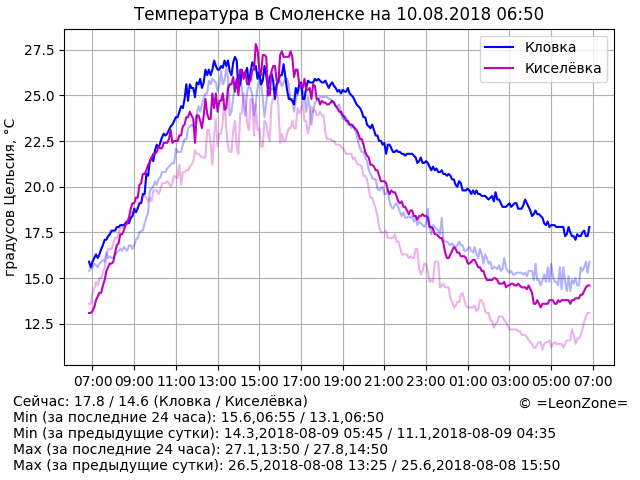 Температура в Смоленске на 10.08.2018 06:50
Кловка
Киселёвка
градусов Цельсия, °C
27.5
25.0
22.5
20.0
17.5
15.0
12.5
07:00 09:00 11:00 13:00 15:00 17:00 19:00 21:00 23:00 01:00 03:00 05:00 07:00
Сейчас: 17.8 / 14.6 (Кловка / Киселёвка)
© =LeonZone=
Min (за последние 24 часа): 15.6,06:55 / 13.1,06:50
Min (за предыдущие сутки): 14.3,2018-08-09 05:45 / 11.1,2018-08-09 04:35
Max (за последние 24 часа): 27.1,13:50 / 27.8,14:50
Max (за предыдущие сутки): 26.5,2018-08-08 13:25 / 25.6,2018-08-08 15:50